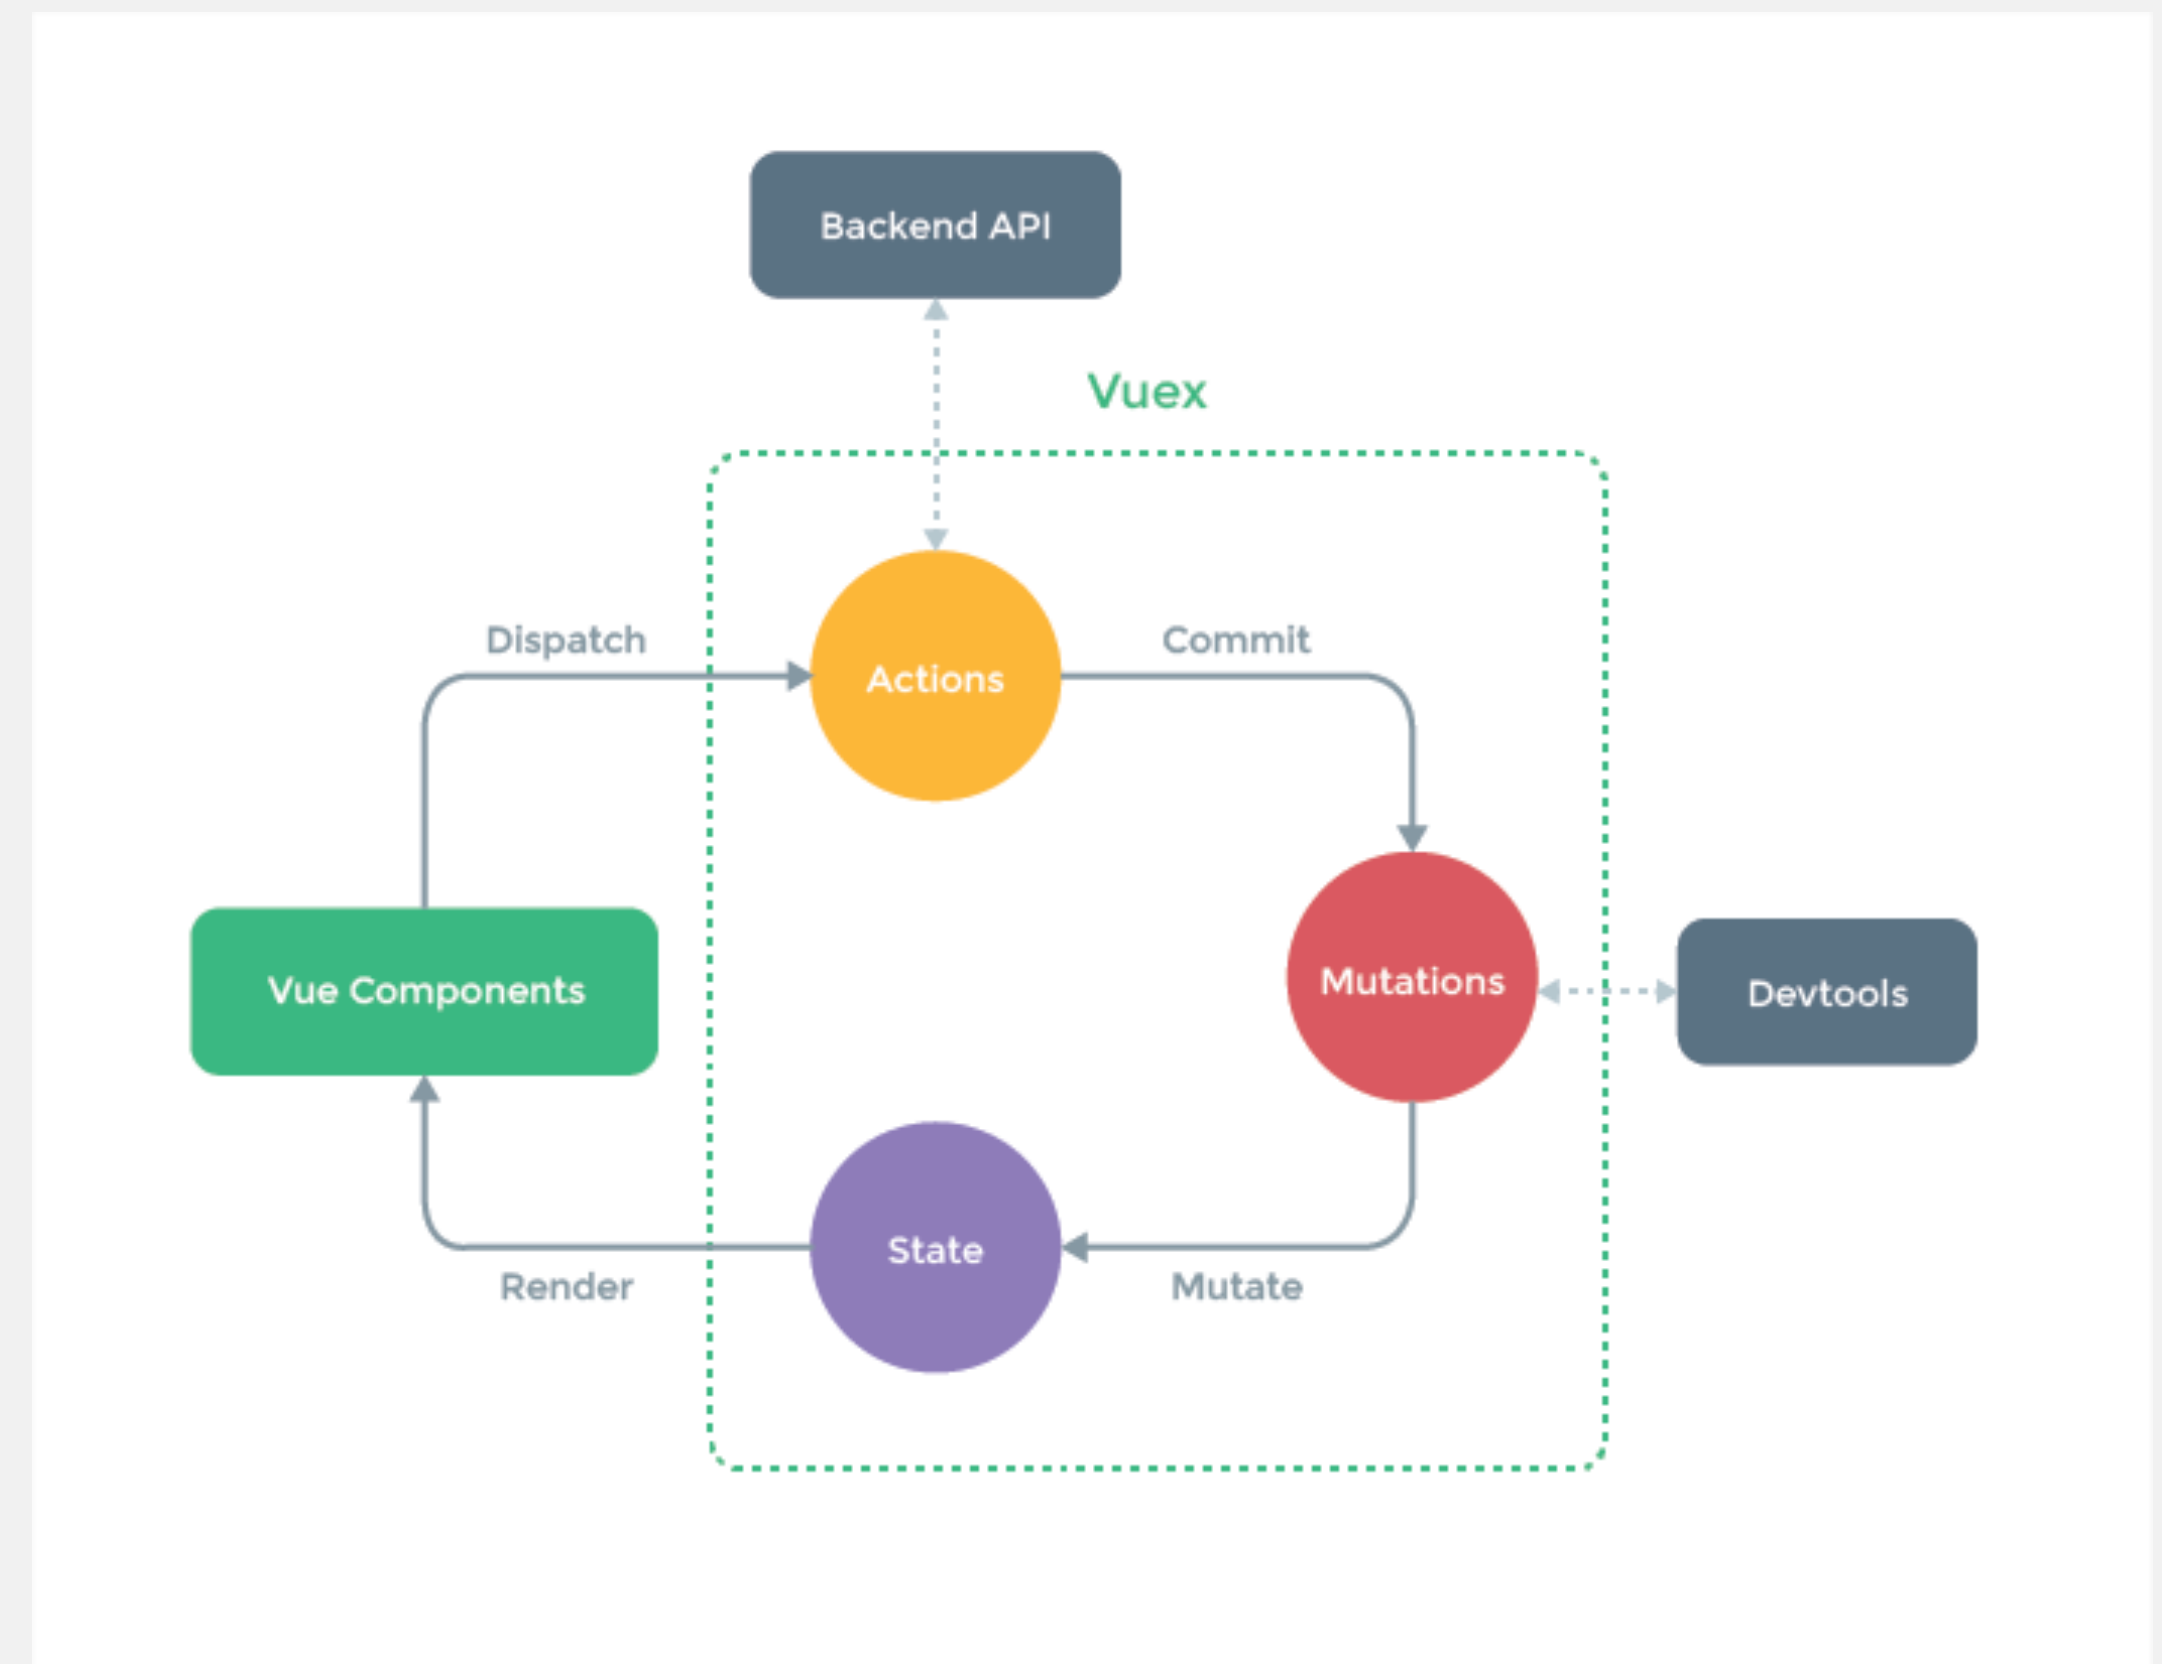 Backend API
Vuex
Dispatch
Commit
Actions
Vue Components
Mutations
Devtools
State
Render
Mutate